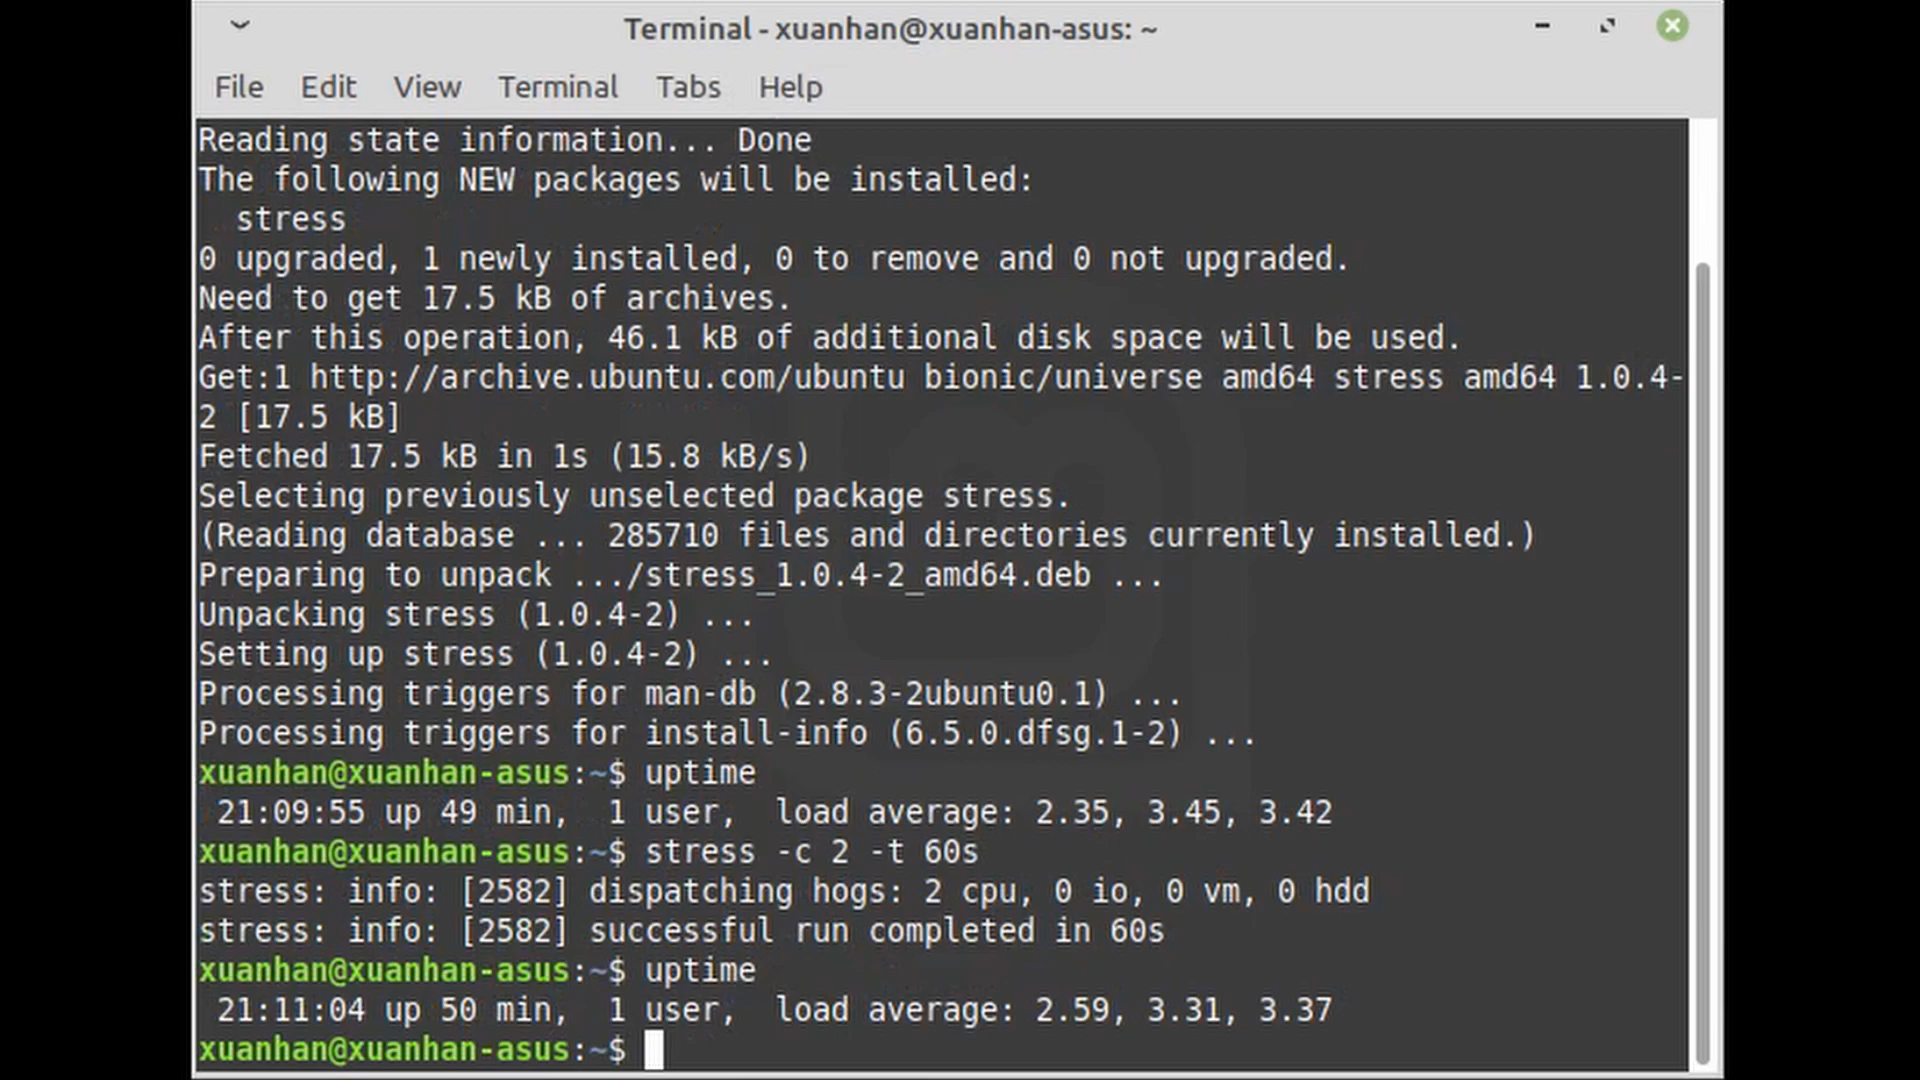 Terminal - xuanhan@xuanhan-asus: ~
File Edit View Terminal Tabs Help
Reading state information... Done
The following NEW packages will be installed:
  stress
0 upgraded, 1 newly installed, 0 to remove and 0 not upgraded.
Need to get 17.5 kB of archives.
After this operation, 46.1 kB of additional disk space will be used.
Get:1 http://archive.ubuntu.com/ubuntu bionic/universe amd64 stress amd64 1.0.4-
2 [17.5 kB]
Fetched 17.5 kB in 1s (15.8 kB/s)
Selecting previously unselected package stress.
(Reading database ... 285710 files and directories currently installed.)
Preparing to unpack .../stress_1.0.4-2_amd64.deb ...
Unpacking stress (1.0.4-2) ...
Setting up stress (1.0.4-2) ...
Processing triggers for man-db (2.8.3-2ubuntu0.1) ...
Processing triggers for install-info (6.5.0.dfsg.1-2) ...
xuanhan@xuanhan-asus:~$ uptime
 21:09:55 up 49 min,  1 user,  load average: 2.35, 3.45, 3.42
xuanhan@xuanhan-asus:~$ stress -c 2 -t 60s
stress: info: [2582] dispatching hogs: 2 cpu, 0 io, 0 vm, 0 hdd
stress: info: [2582] successful run completed in 60s
xuanhan@xuanhan-asus:~$ uptime
 21:11:04 up 50 min,  1 user,  load average: 2.59, 3.31, 3.37
xuanhan@xuanhan-asus:~$